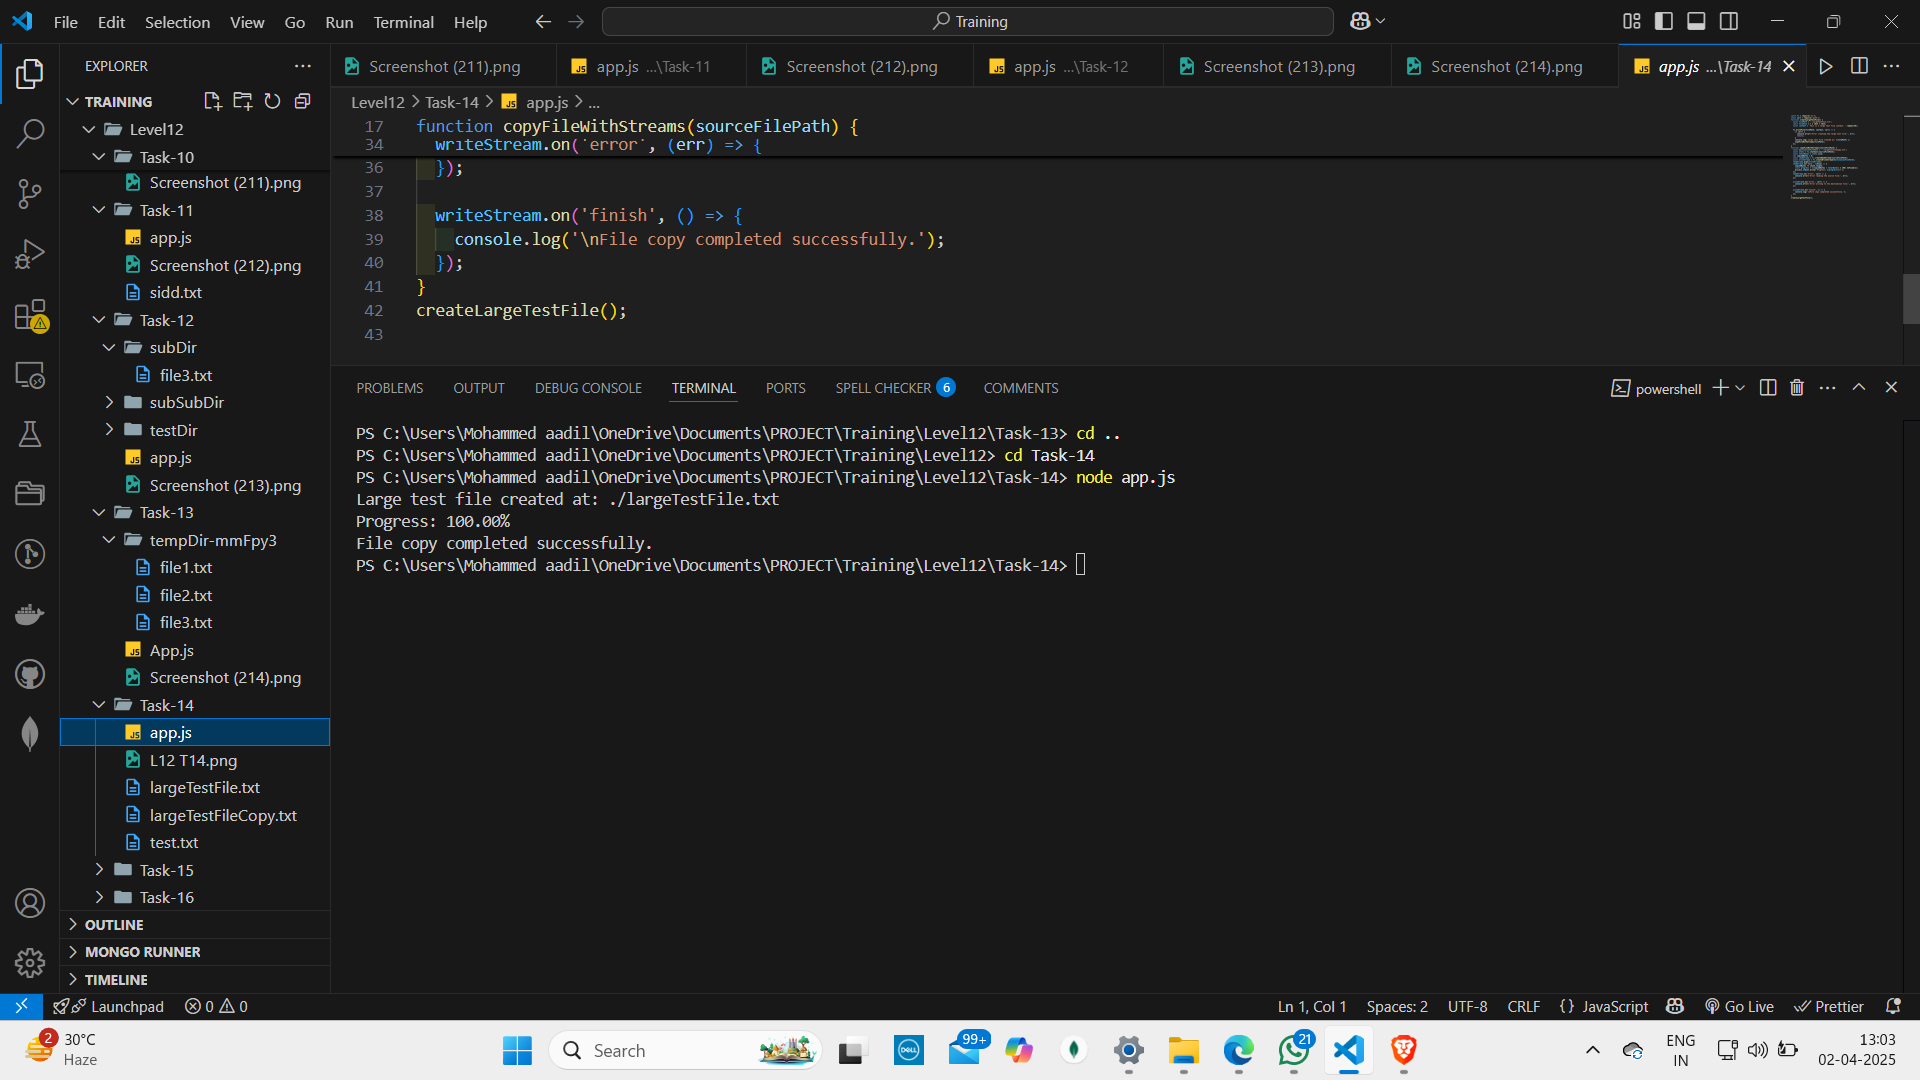 File Edit Selection View Go Run Terminal Help
Training
EXPLORER
TRAINING
Level12
Task-10
Screenshot (211).png
Task-11
app.js
Screenshot (212).png
sidd.txt
Task-12
subDir
file3.txt
subSubDir
testDir
app.js
Screenshot (213).png
Task-13
tempDir-mmFpy3
file1.txt
file2.txt
file3.txt
App.js
Screenshot (214).png
Task-14
app.js
L12 T14.png
largeTestFile.txt
largeTestFileCopy.txt
test.txt
Task-15
Task-16
OUTLINE
MONGO RUNNER
TIMELINE
Screenshot (211).png
app.js ...\Task-11
Screenshot (212).png
app.js ...\Task-12
Screenshot (213).png
Screenshot (214).png
app.js ...\Task-14
Level12 > Task-14 > JS app.js > ...
17 function copyFileWithStreams(sourceFilePath) {
34 writeStream.on('error', (err) => {
36 });
37
38 writeStream.on('finish', () => {
39 console.log('\nFile copy completed successfully.');
40 });
41 }
42 createLargeTestFile();
43
PROBLEMS OUTPUT DEBUG CONSOLE TERMINAL PORTS SPELL CHECKER 6 COMMENTS
powershell
PS C:\Users\Mohammed aadil\OneDrive\Documents\PROJECT\Training\Level12\Task-13> cd ..
PS C:\Users\Mohammed aadil\OneDrive\Documents\PROJECT\Training\Level12> cd Task-14
PS C:\Users\Mohammed aadil\OneDrive\Documents\PROJECT\Training\Level12\Task-14> node app.js
Large test file created at: ./largeTestFile.txt
Progress: 100.00%
File copy completed successfully.
PS C:\Users\Mohammed aadil\OneDrive\Documents\PROJECT\Training\Level12\Task-14>
Launchpad 0 0
Ln 1, Col 1 Spaces: 2 UTF-8 CRLF {} JavaScript Go Live Prettier
2
30°C
Haze
Search
DELL
99+
21
ENG
IN
13:03
02-04-2025